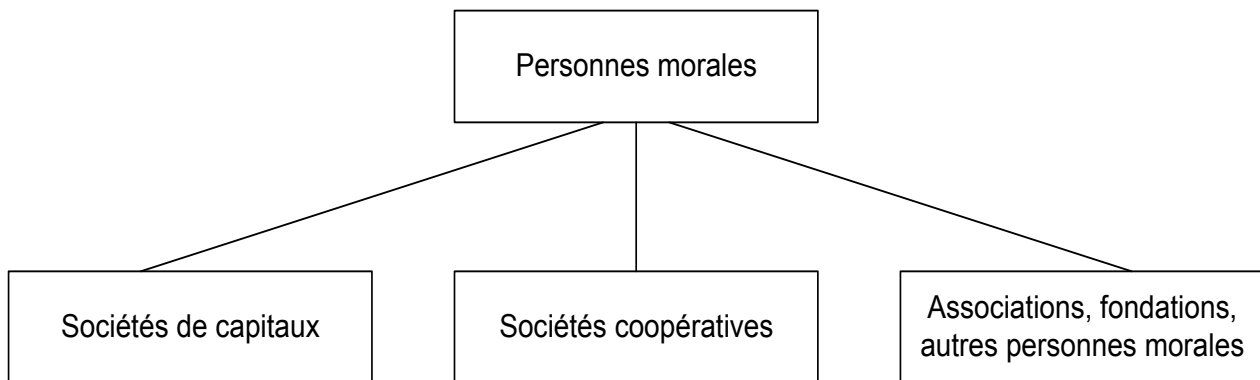 Personnes morales
Sociétés de capitaux
Sociétés coopératives
Associations, fondations,
autres personnes morales